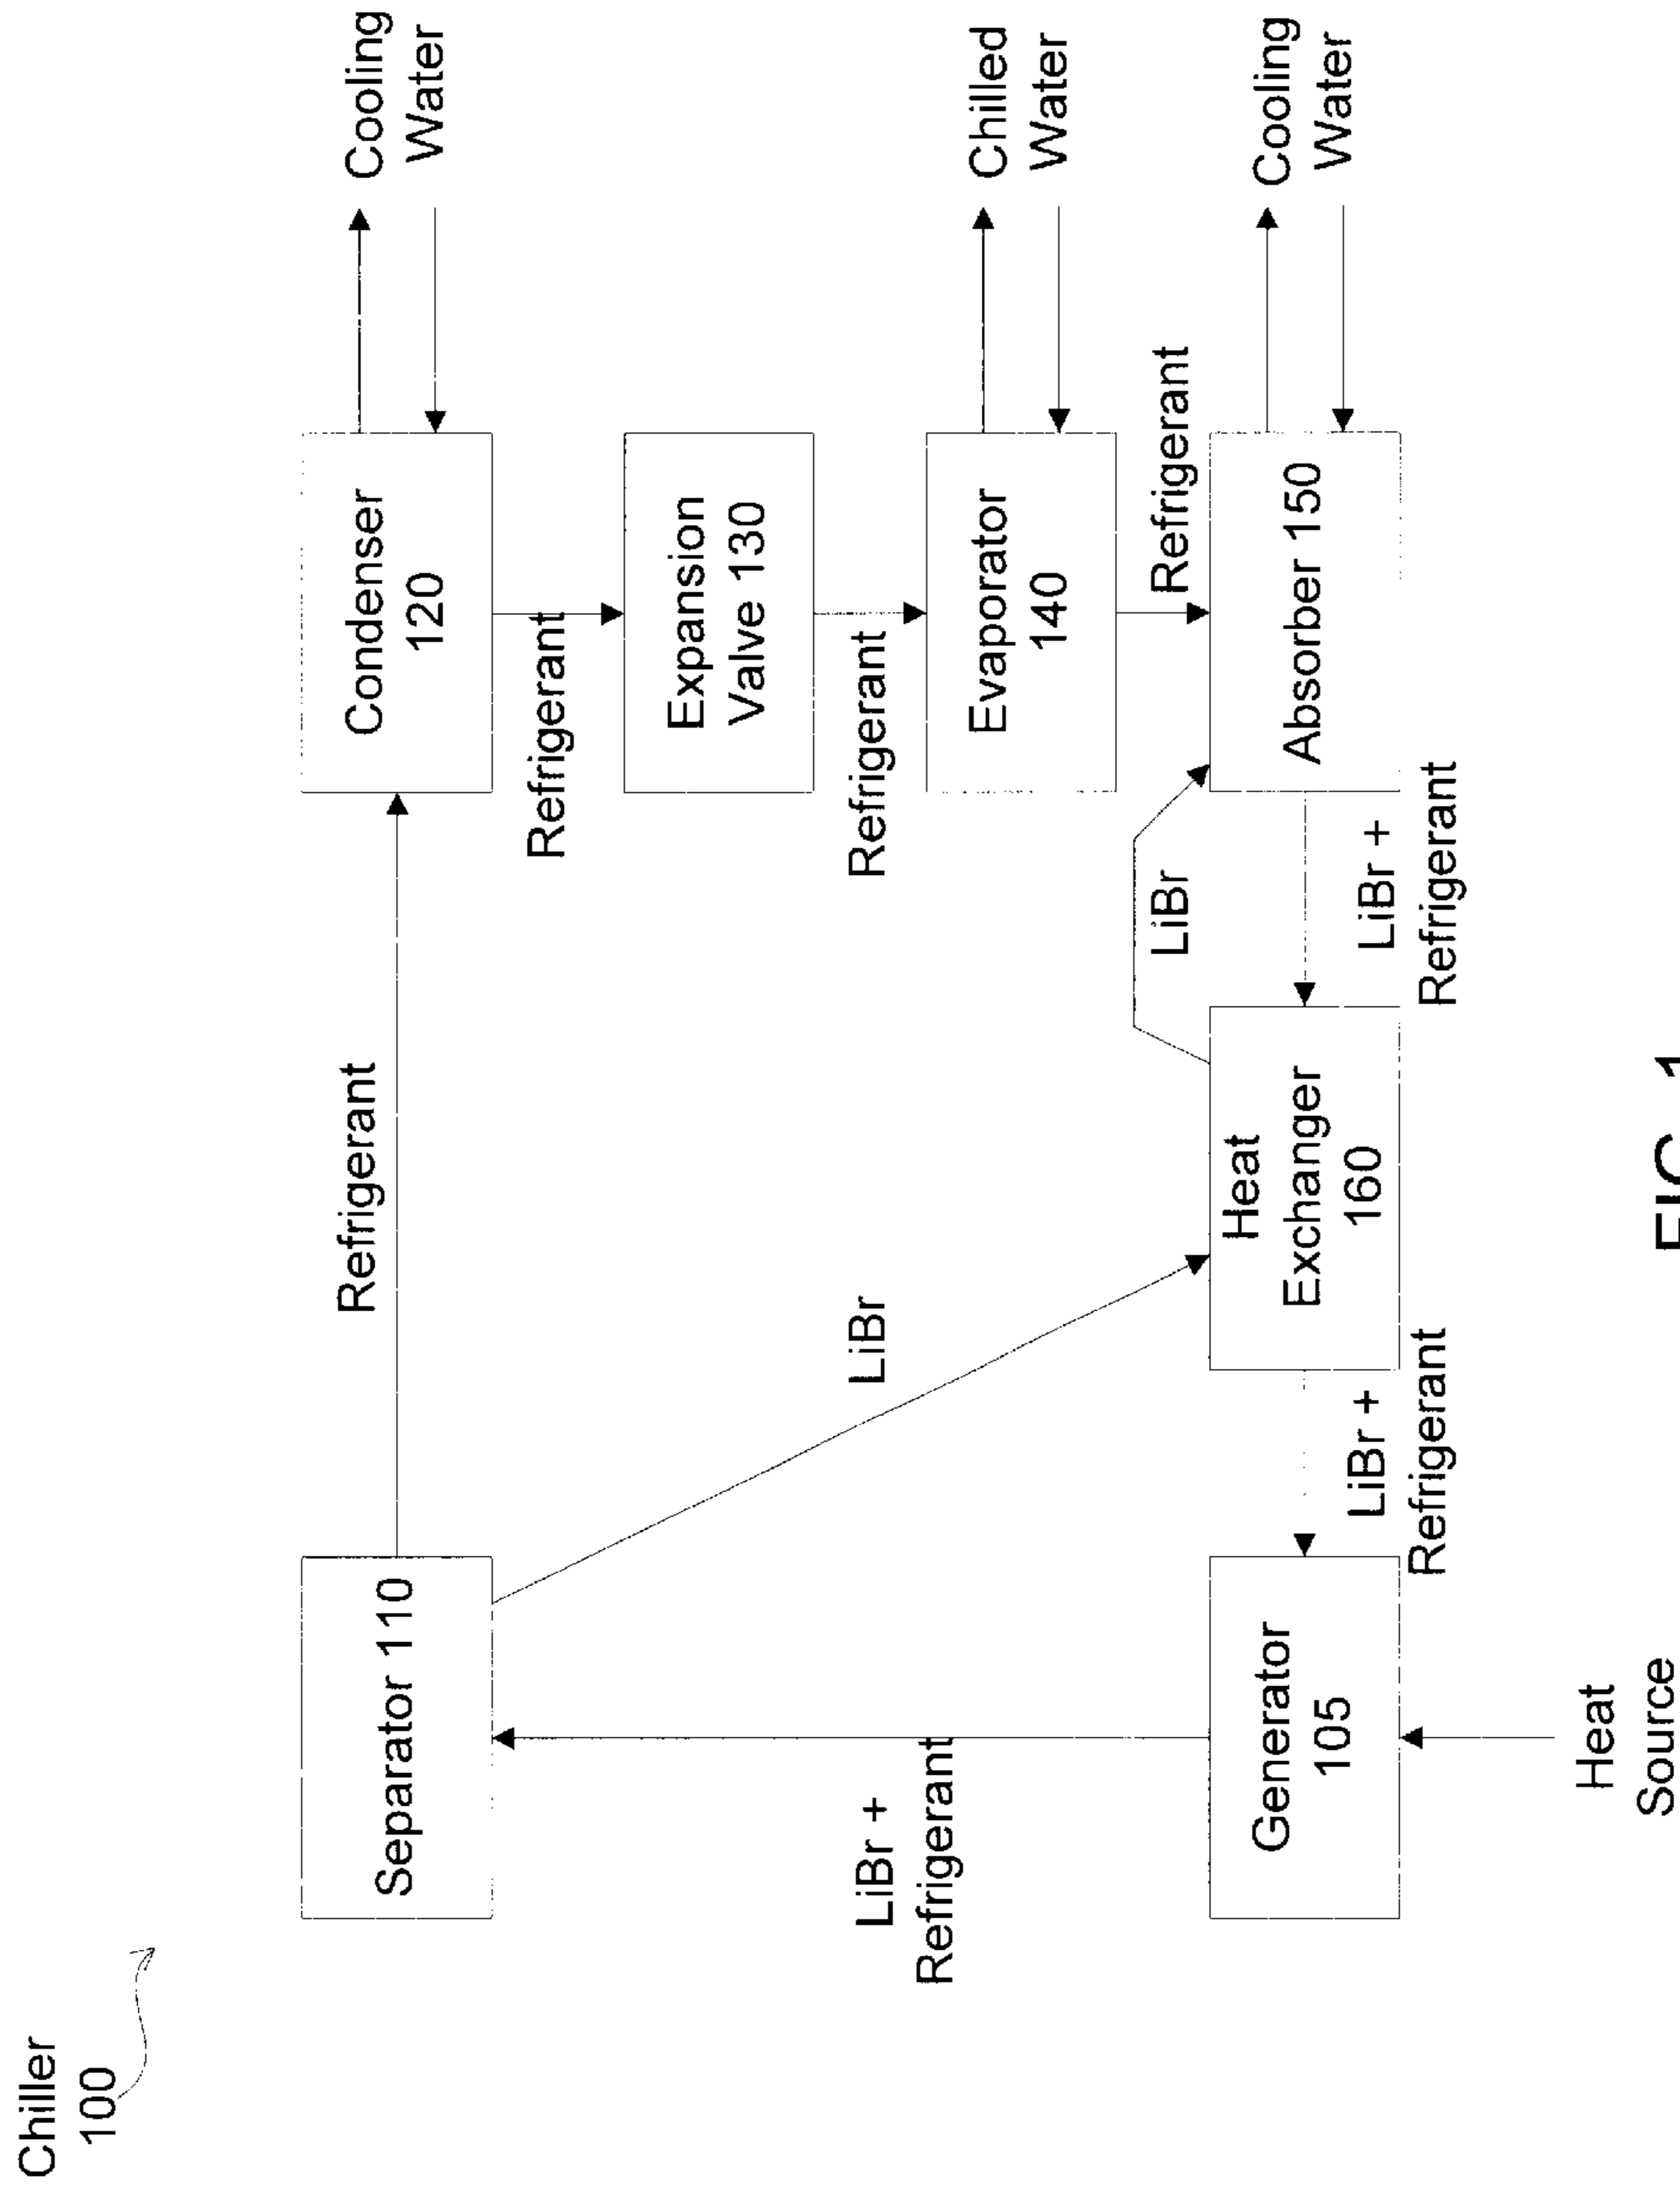 Chiller
100
Separator 110
Refrigerant
Condenser
120
Cooling
Water
Refrigerant
Expansion
Valve 130
LiBr +
Refrigerant
LiBr
Refrigerant
Evaporator
140
Chilled
Water
LiBr
Refrigerant
Generator
105
Heat
Exchanger
160
Absorber 150
Cooling
Water
LiBr +
Refrigerant
LiBr +
Refrigerant
Heat
Source
FIG. 1